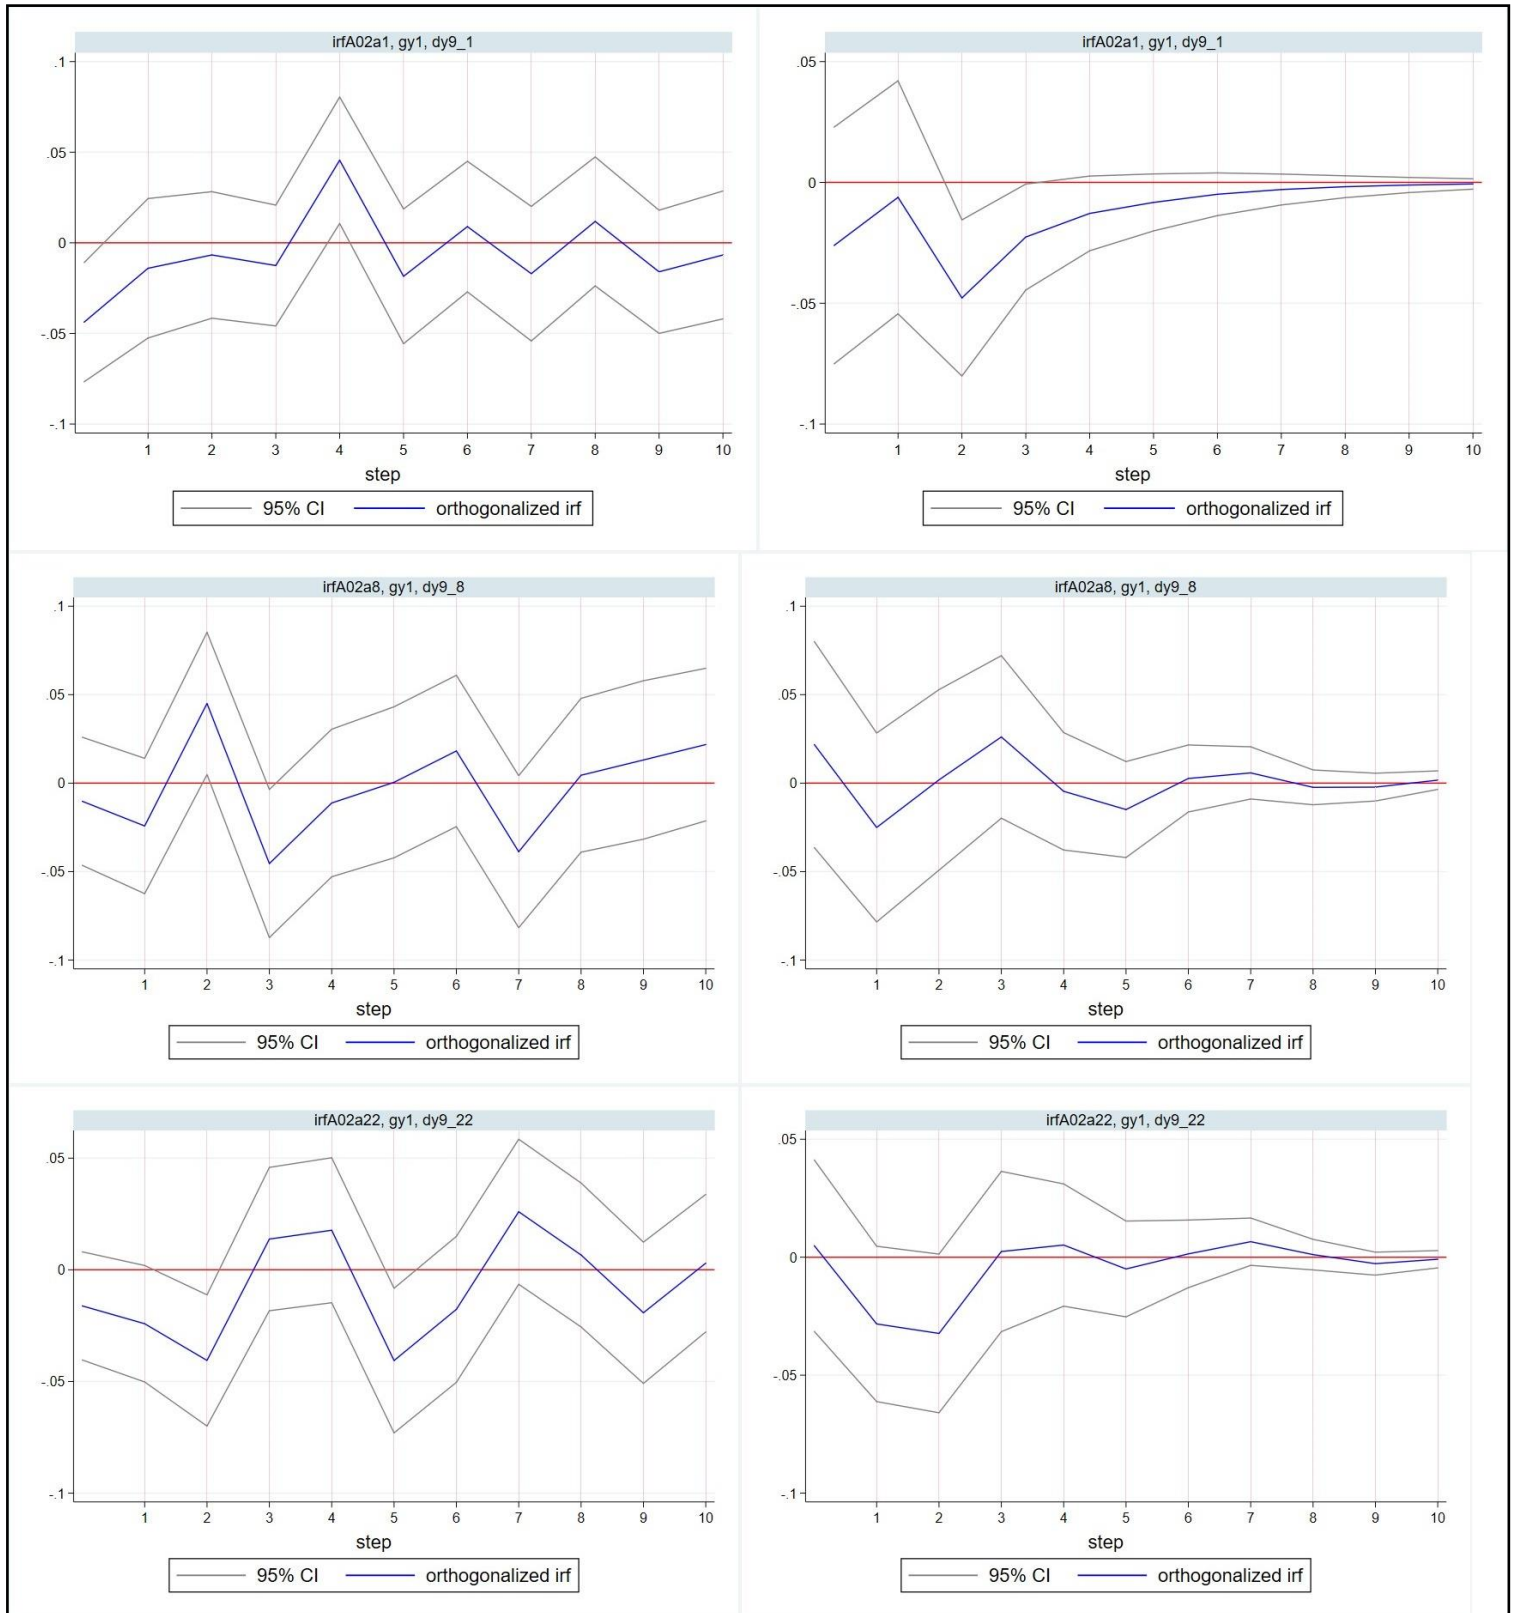 irfA02a1, gy1, dy9_1
.1
.05
0
-.05
-.1
1 2 3 4 5 6 7 8 9 10
step
95% CI orthogonalized irf
irfA02a1, gy1, dy9_1
.05
0
-.05
-.1
1 2 3 4 5 6 7 8 9 10
step
95% CI orthogonalized irf
irfA02a8, gy1, dy9_8
.1
.05
0
-.05
-.1
1 2 3 4 5 6 7 8 9 10
step
95% CI orthogonalized irf
irfA02a8, gy1, dy9_8
.1
.05
0
-.05
-.1
1 2 3 4 5 6 7 8 9 10
step
95% CI orthogonalized irf
irfA02a22, gy1, dy9_22
.05
0
-.05
-.1
1 2 3 4 5 6 7 8 9 10
step
95% CI orthogonalized irf
irfA02a22, gy1, dy9_22
.05
0
-.05
-.1
1 2 3 4 5 6 7 8 9 10
step
95% CI orthogonalized irf